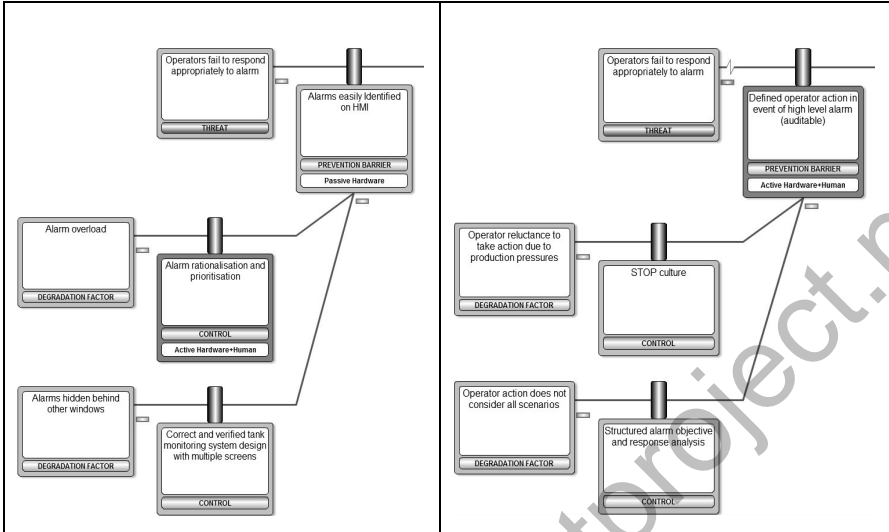 Operators fail to respond
appropriately to alarm
THREAT
Alarms easily Identified
on HMI
PREVENTION BARRIER
Passive Hardware
Alarm overload
DEGRADATION FACTOR
Alarm rationalisation and
prioritisation
CONTROL
Active Hardware+Human
Alarms hidden behind
other windows
DEGRADATION FACTOR
Correct and verified tank
monitoring system design
with multiple screens
CONTROL
Operators fail to respond
appropriately to alarm
THREAT
Defined operator action in
event of high level alarm
(auditable)
PREVENTION BARRIER
Active Hardware+Human
Operator reluctance to
take action due to
production pressures
DEGRADATION FACTOR
STOP culture
CONTROL
Operator action does not
consider all scenarios
DEGRADATION FACTOR
Structured alarm objective
and response analysis
CONTROL
tproject.